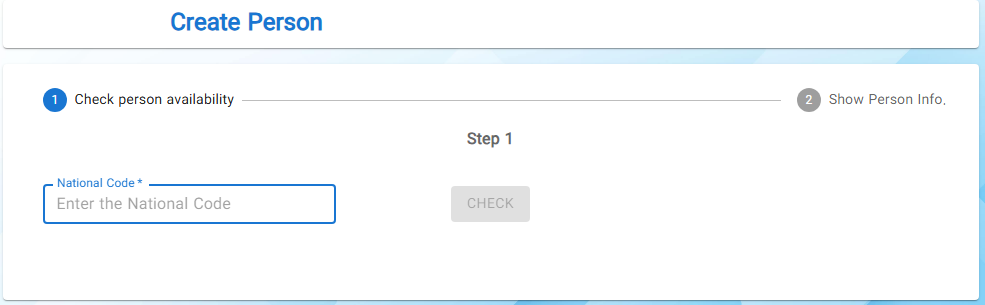 Create Person
1 Check person availability
2 Show Person Info.
Step 1
National Code *
Enter the National Code
CHECK